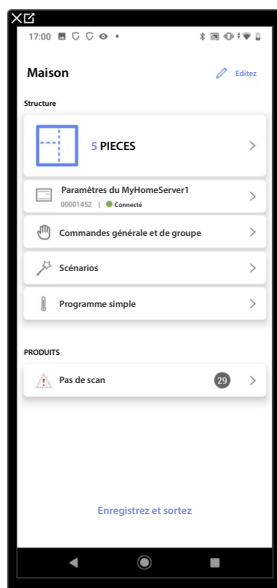 17:00
Maison
Editez
Structure
5 PIECES
Paramètres du MyHomeServer1
00001452 | Connecté
Commandes générale et de groupe
Scénarios
Programme simple
PRODUITS
Pas de scan
29
Enregistrez et sortez